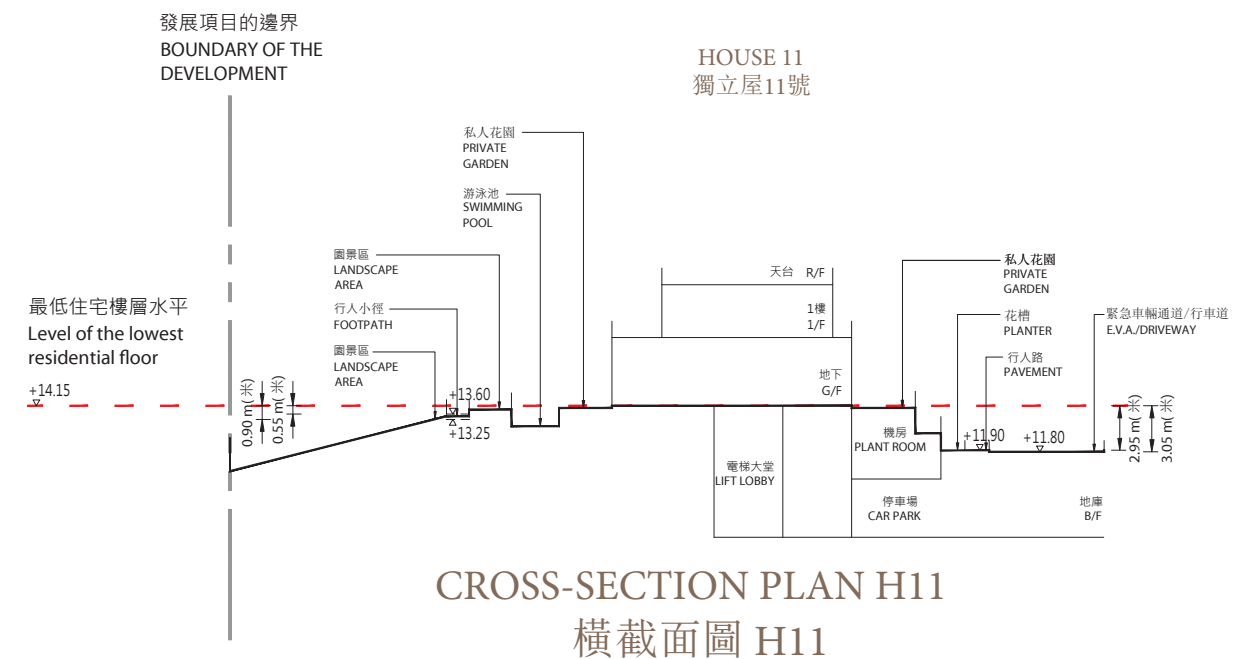 發展項目的邊界
BOUNDARY OF THE
DEVELOPMENT
HOUSE 11
獨立屋11號
私人花園
PRIVATE
GARDEN
游泳池
SWIMMING
POOL
園景區
LANDSCAPE
AREA
行人小徑
FOOTPATH
園景區
LANDSCAPE
AREA
最低住宅樓層水平
Level of the lowest
residential floor
+14.15
0.90 m(米)
0.55 m(米)
+13.60
+13.25
天台 R/F
1樓
1/F
地下
G/F
私人花園
PRIVATE
GARDEN
花槽
PLANTER
行人路
PAVEMENT
緊急車輛通道/行車道
E.V.A./DRIVEWAY
機房
PLANT ROOM
+11.90
+11.80
2.95 m(米)
3.05 m(米)
電梯大堂
LIFT LOBBY
停車場
CAR PARK
地庫
B/F
CROSS-SECTION PLAN H11
橫截面圖 H11